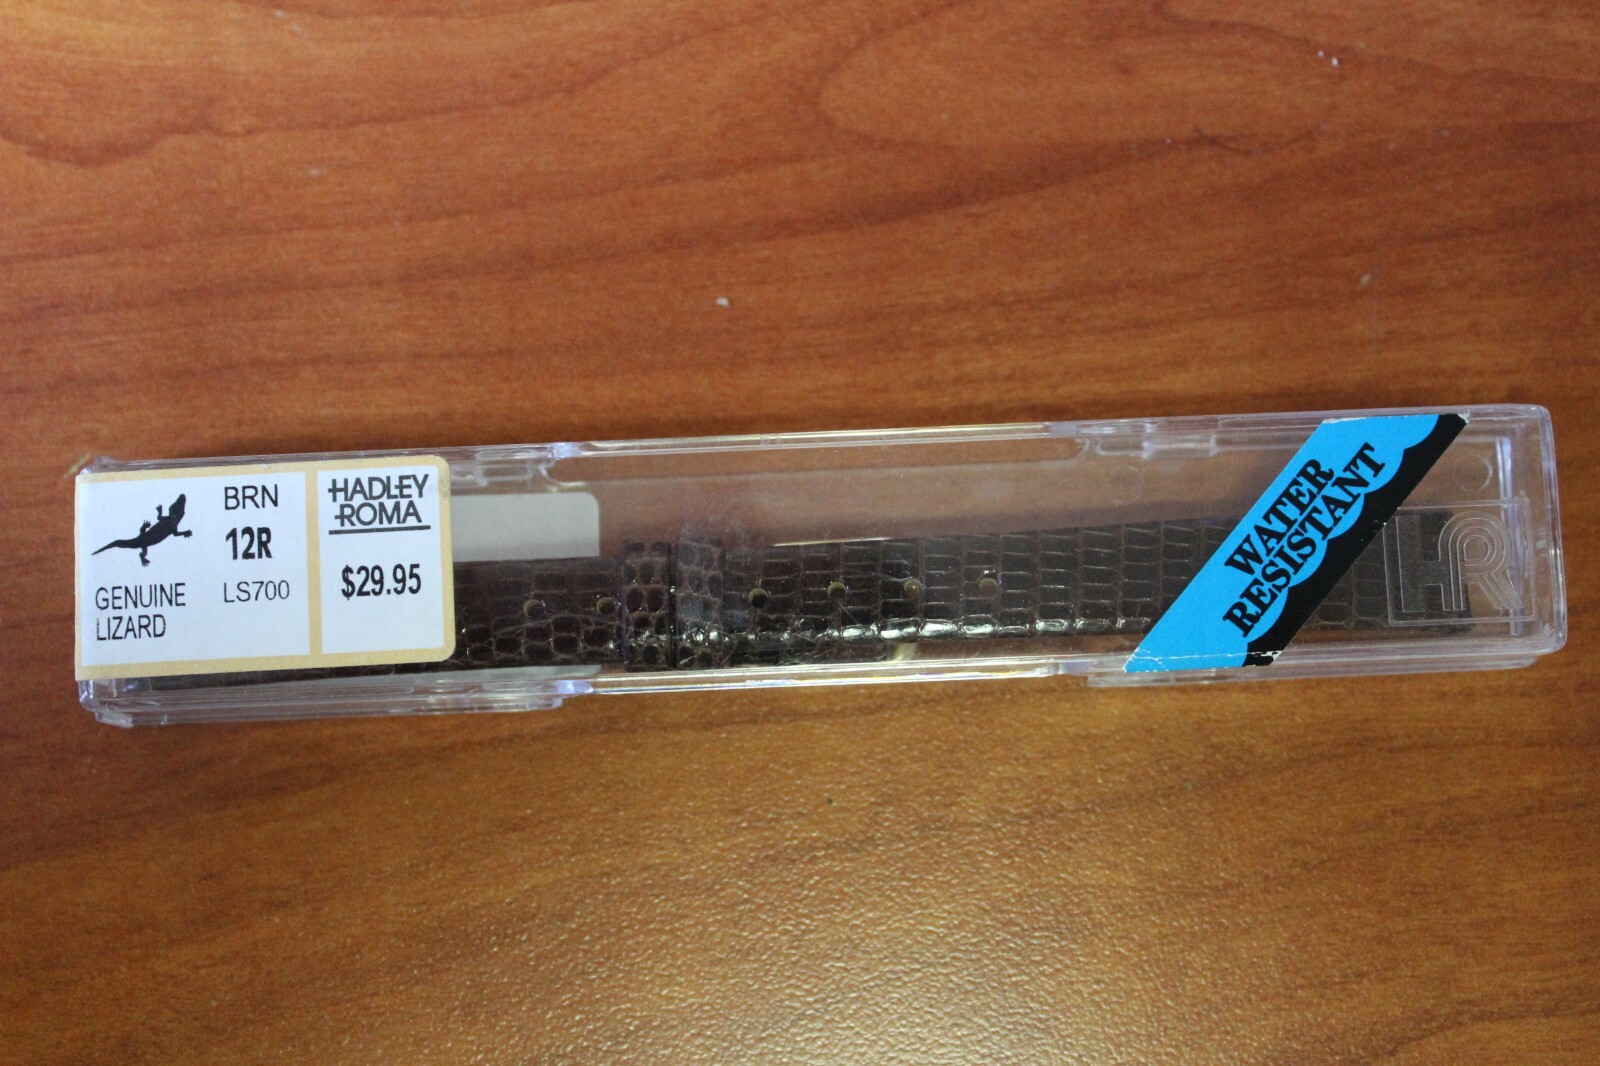 BRN
12R
LS700
GENUINE
LIZARD
HADLEY
ROMA
$29.95
WATER
RESISTANT
HR